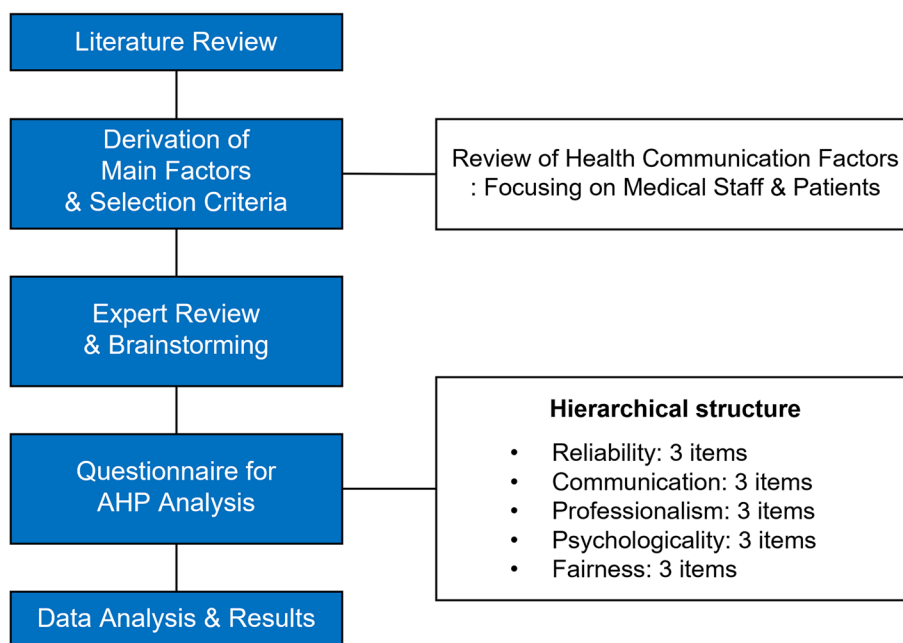 Literature Review
Derivation of
Main Factors
& Selection Criteria
Review of Health Communication Factors
: Focusing on Medical Staff & Patients
Expert Review
& Brainstorming
Questionnaire for
AHP Analysis
Hierarchical structure
• Reliability: 3 items
• Communication: 3 items
• Professionalism: 3 items
• Psychologicality: 3 items
• Fairness: 3 items
Data Analysis & Results